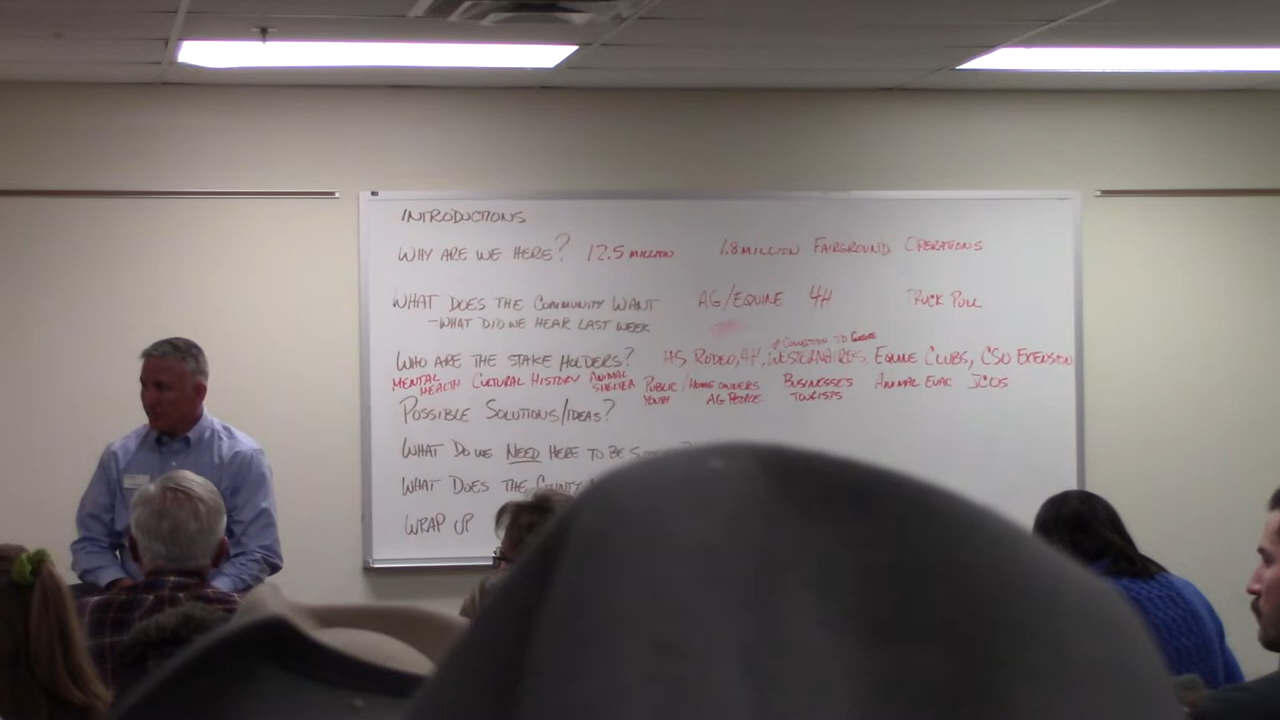 INTRODUCTIONS
WHY ARE WE HERE? 12.5 MILLION 1.8 MILLION FAIRGROUND OPERATIONS
WHAT DOES THE COMMUNITY WANT AG/EQUINE 4H TRUCK PULL
-WHAT DID WE HEAR LAST WEEK
CONNECTION TO
WHO ARE THE STAKE HOLDERS? HS RODEO, 4H, WESTERNAIRES, EQUINE CLUBS, CSU EXTENSION
MENTAL HEALTH CULTURAL HISTORY ANIMAL SHELTER PUBLIC/HOMEOWNERS BUSINESSES ANIMAL EVAC JCOS
YOUTH AG PEOPLE TOURISTS
POSSIBLE SOLUTIONS/IDEAS?
WHAT DO WE NEED HERE TO BE
WHAT DOES THE COUNTY
WRAP UP